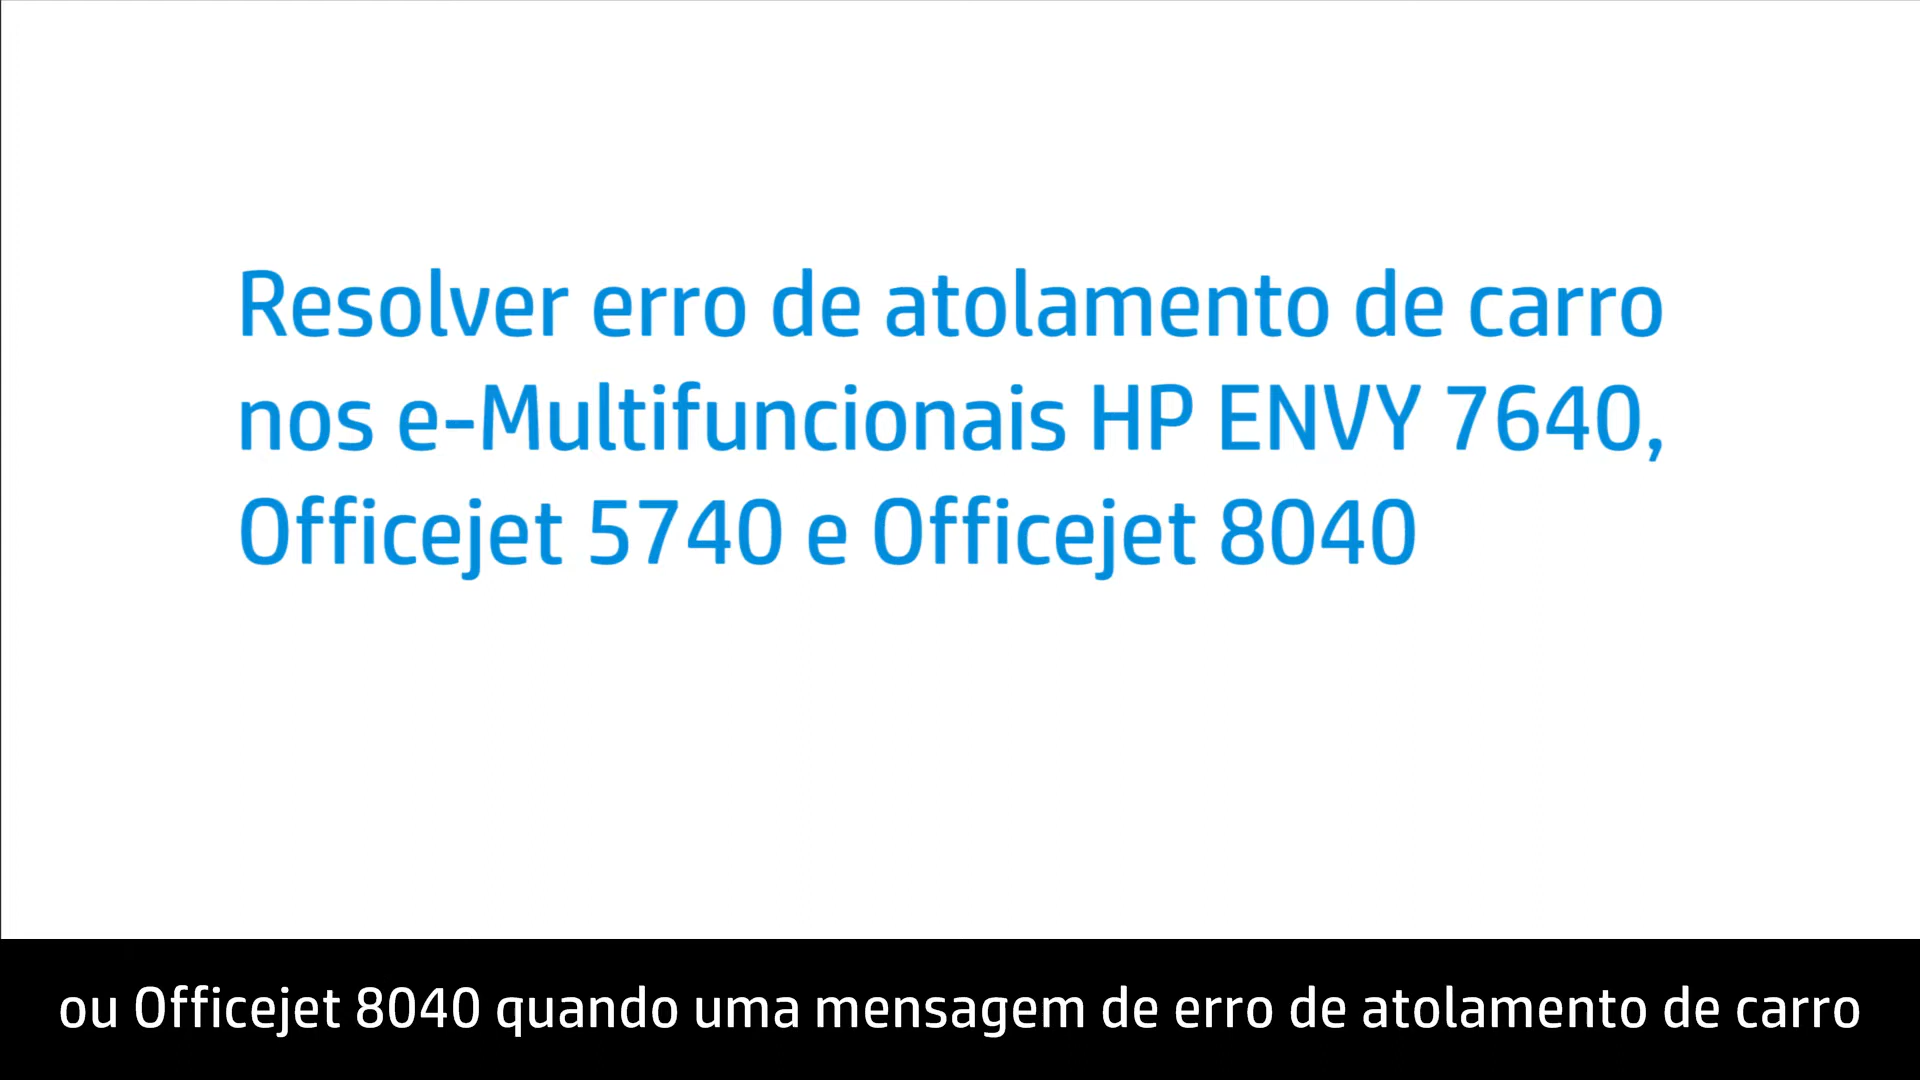 Resolver erro de atolamento de carro
nos e-Multifuncionais HP ENVY 7640,
Officejet 5740 e Officejet 8040
ou Officejet 8040 quando uma mensagem de erro de atolamento de carro